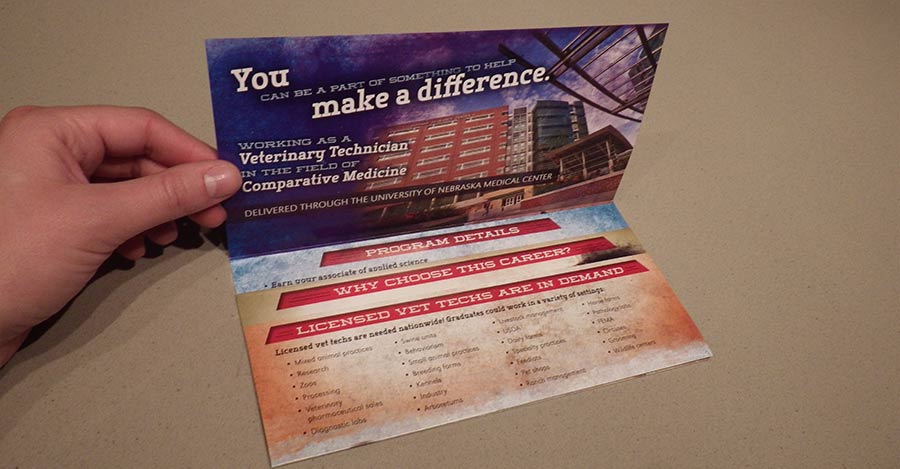 You
CAN BE A PART OF SOMETHING TO HELP
make a difference.
WORKING AS A
Veterinary Technician
IN THE FIELD OF
Comparative Medicine
DELIVERED THROUGH THE UNIVERSITY OF NEBRASKA MEDICAL CENTER
PROGRAM DETAILS
• Earn your associate of applied science
WHY CHOOSE THIS CAREER?
LICENSED VET TECHS ARE IN DEMAND
Licensed vet techs are needed nationwide! Graduates could work in a variety of settings:
• Mixed animal practices
• Research
• Zoos
• Processing
• Veterinary
pharmaceutical sales
• Diagnostic labs
• Swine units
• Behaviorism
• Small animal practices
• Breeding farms
• Kennels
• Industry
• Arboretums
• Livestock management
• USDA
• Dairy farms
• Specialty practices
• Feedlots
• Pet shops
• Ranch management
• Horse farms
• Pathologists
• FEMA
• Circuses
• Grooming
• Wildlife centers